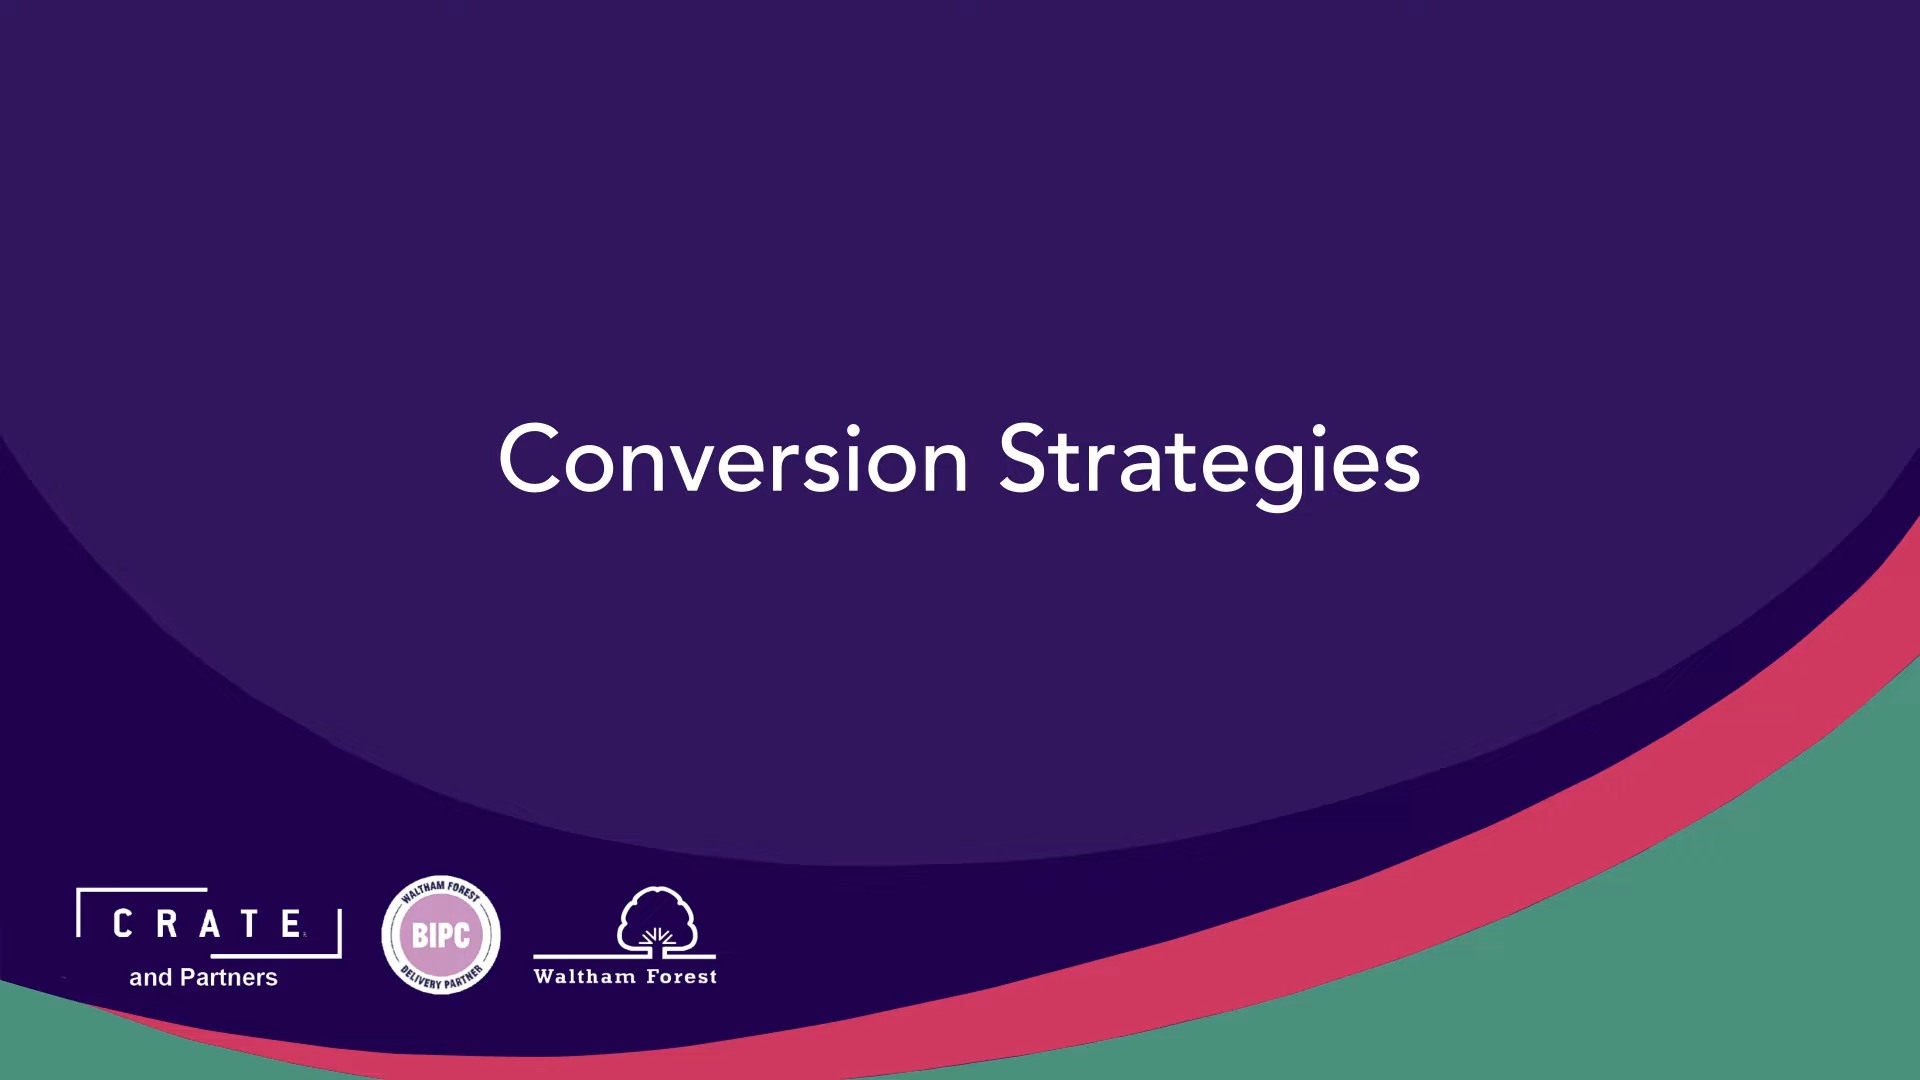 Conversion Strategies
CRATE
and Partners
WALTHAM FOREST
BIPC
DELIVERY PARTNER
Waltham Forest